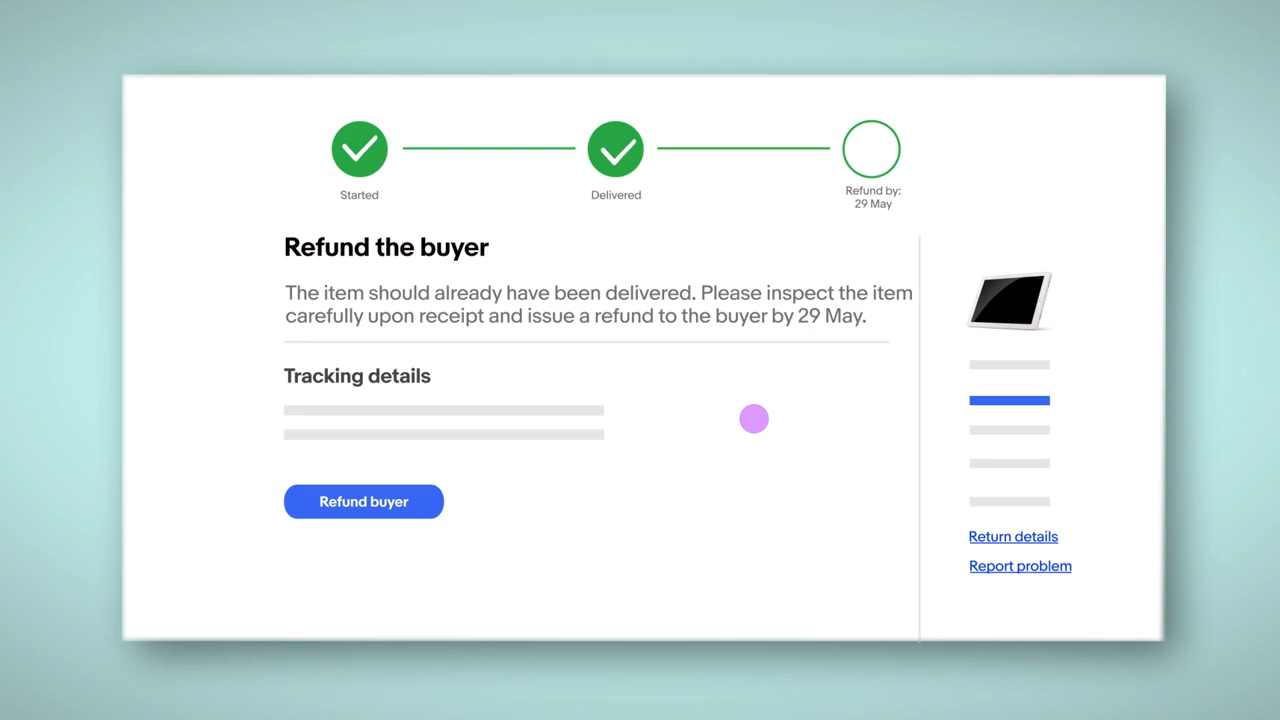 Started
Delivered
Refund by:
29 May
Refund the buyer
The item should already have been delivered. Please inspect the item
carefully upon receipt and issue a refund to the buyer by 29 May.
Tracking details
Refund buyer
Return details
Report problem